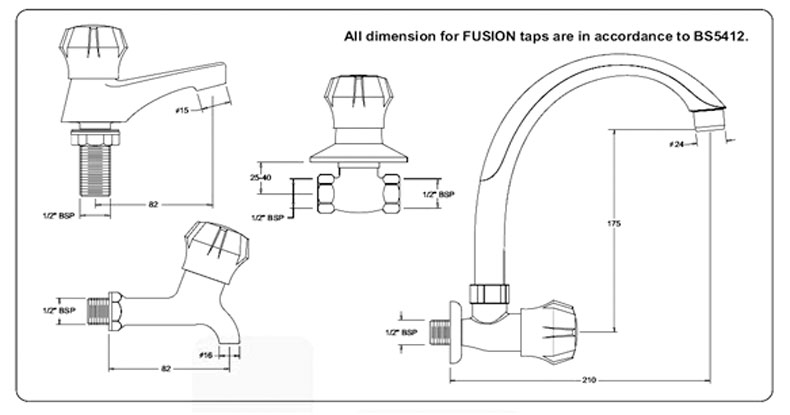 All dimension for FUSION taps are in accordance to BS5412.
ø15
82
1/2" BSP
25-40
1/2" BSP
1/2" BSP
ø24
175
1/2" BSP
210
1/2" BSP
ø16
82